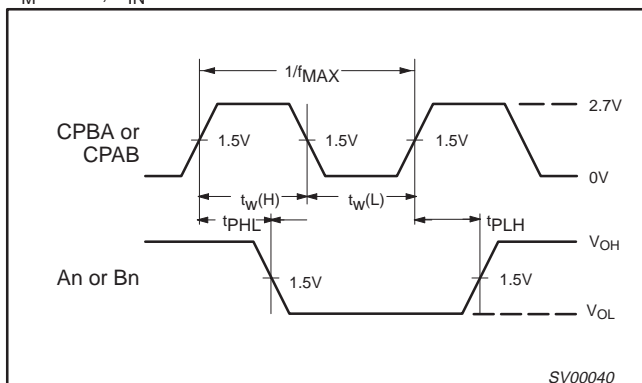 1/fMAX
2.7V
CPBA or
CPAB
1.5V
1.5V
1.5V
0V
tw(H)
tw(L)
tPHL
tPLH
VOH
An or Bn
1.5V
1.5V
VOL
SV00040